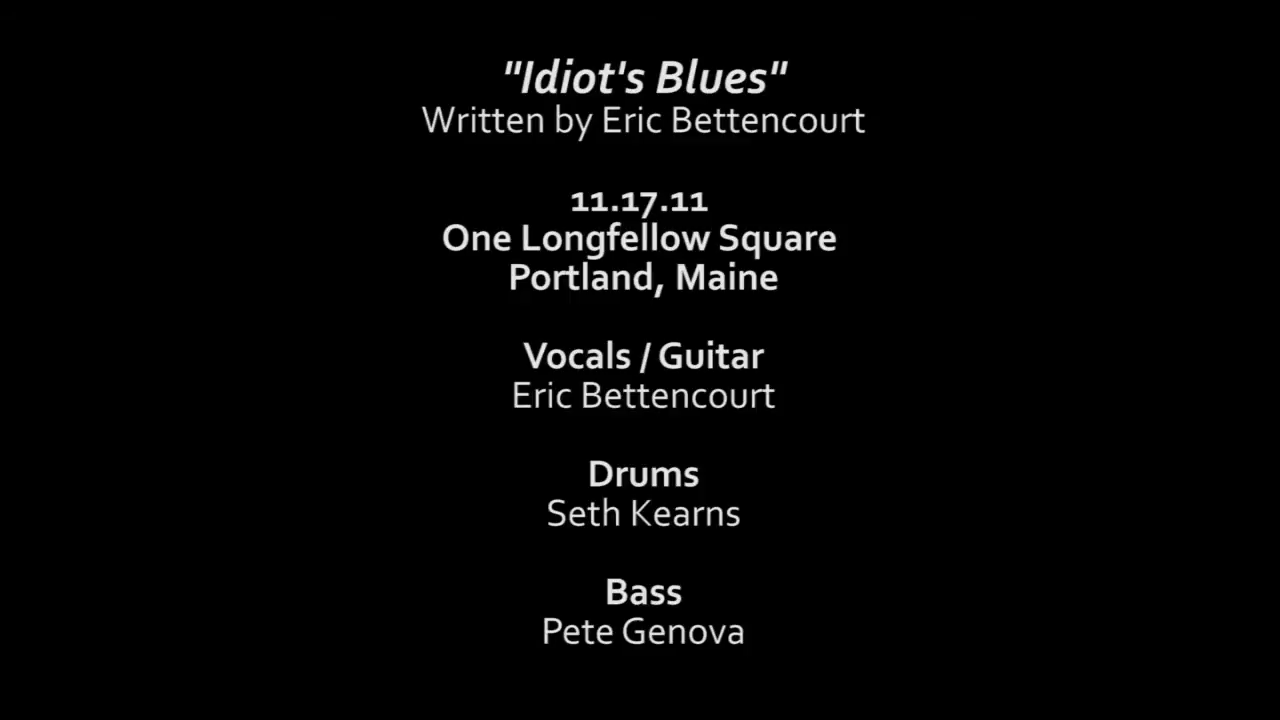 "Idiot's Blues"
Written by Eric Bettencourt
11.17.11
One Longfellow Square
Portland, Maine
Vocals / Guitar
Eric Bettencourt
Drums
Seth Kearns
Bass
Pete Genova